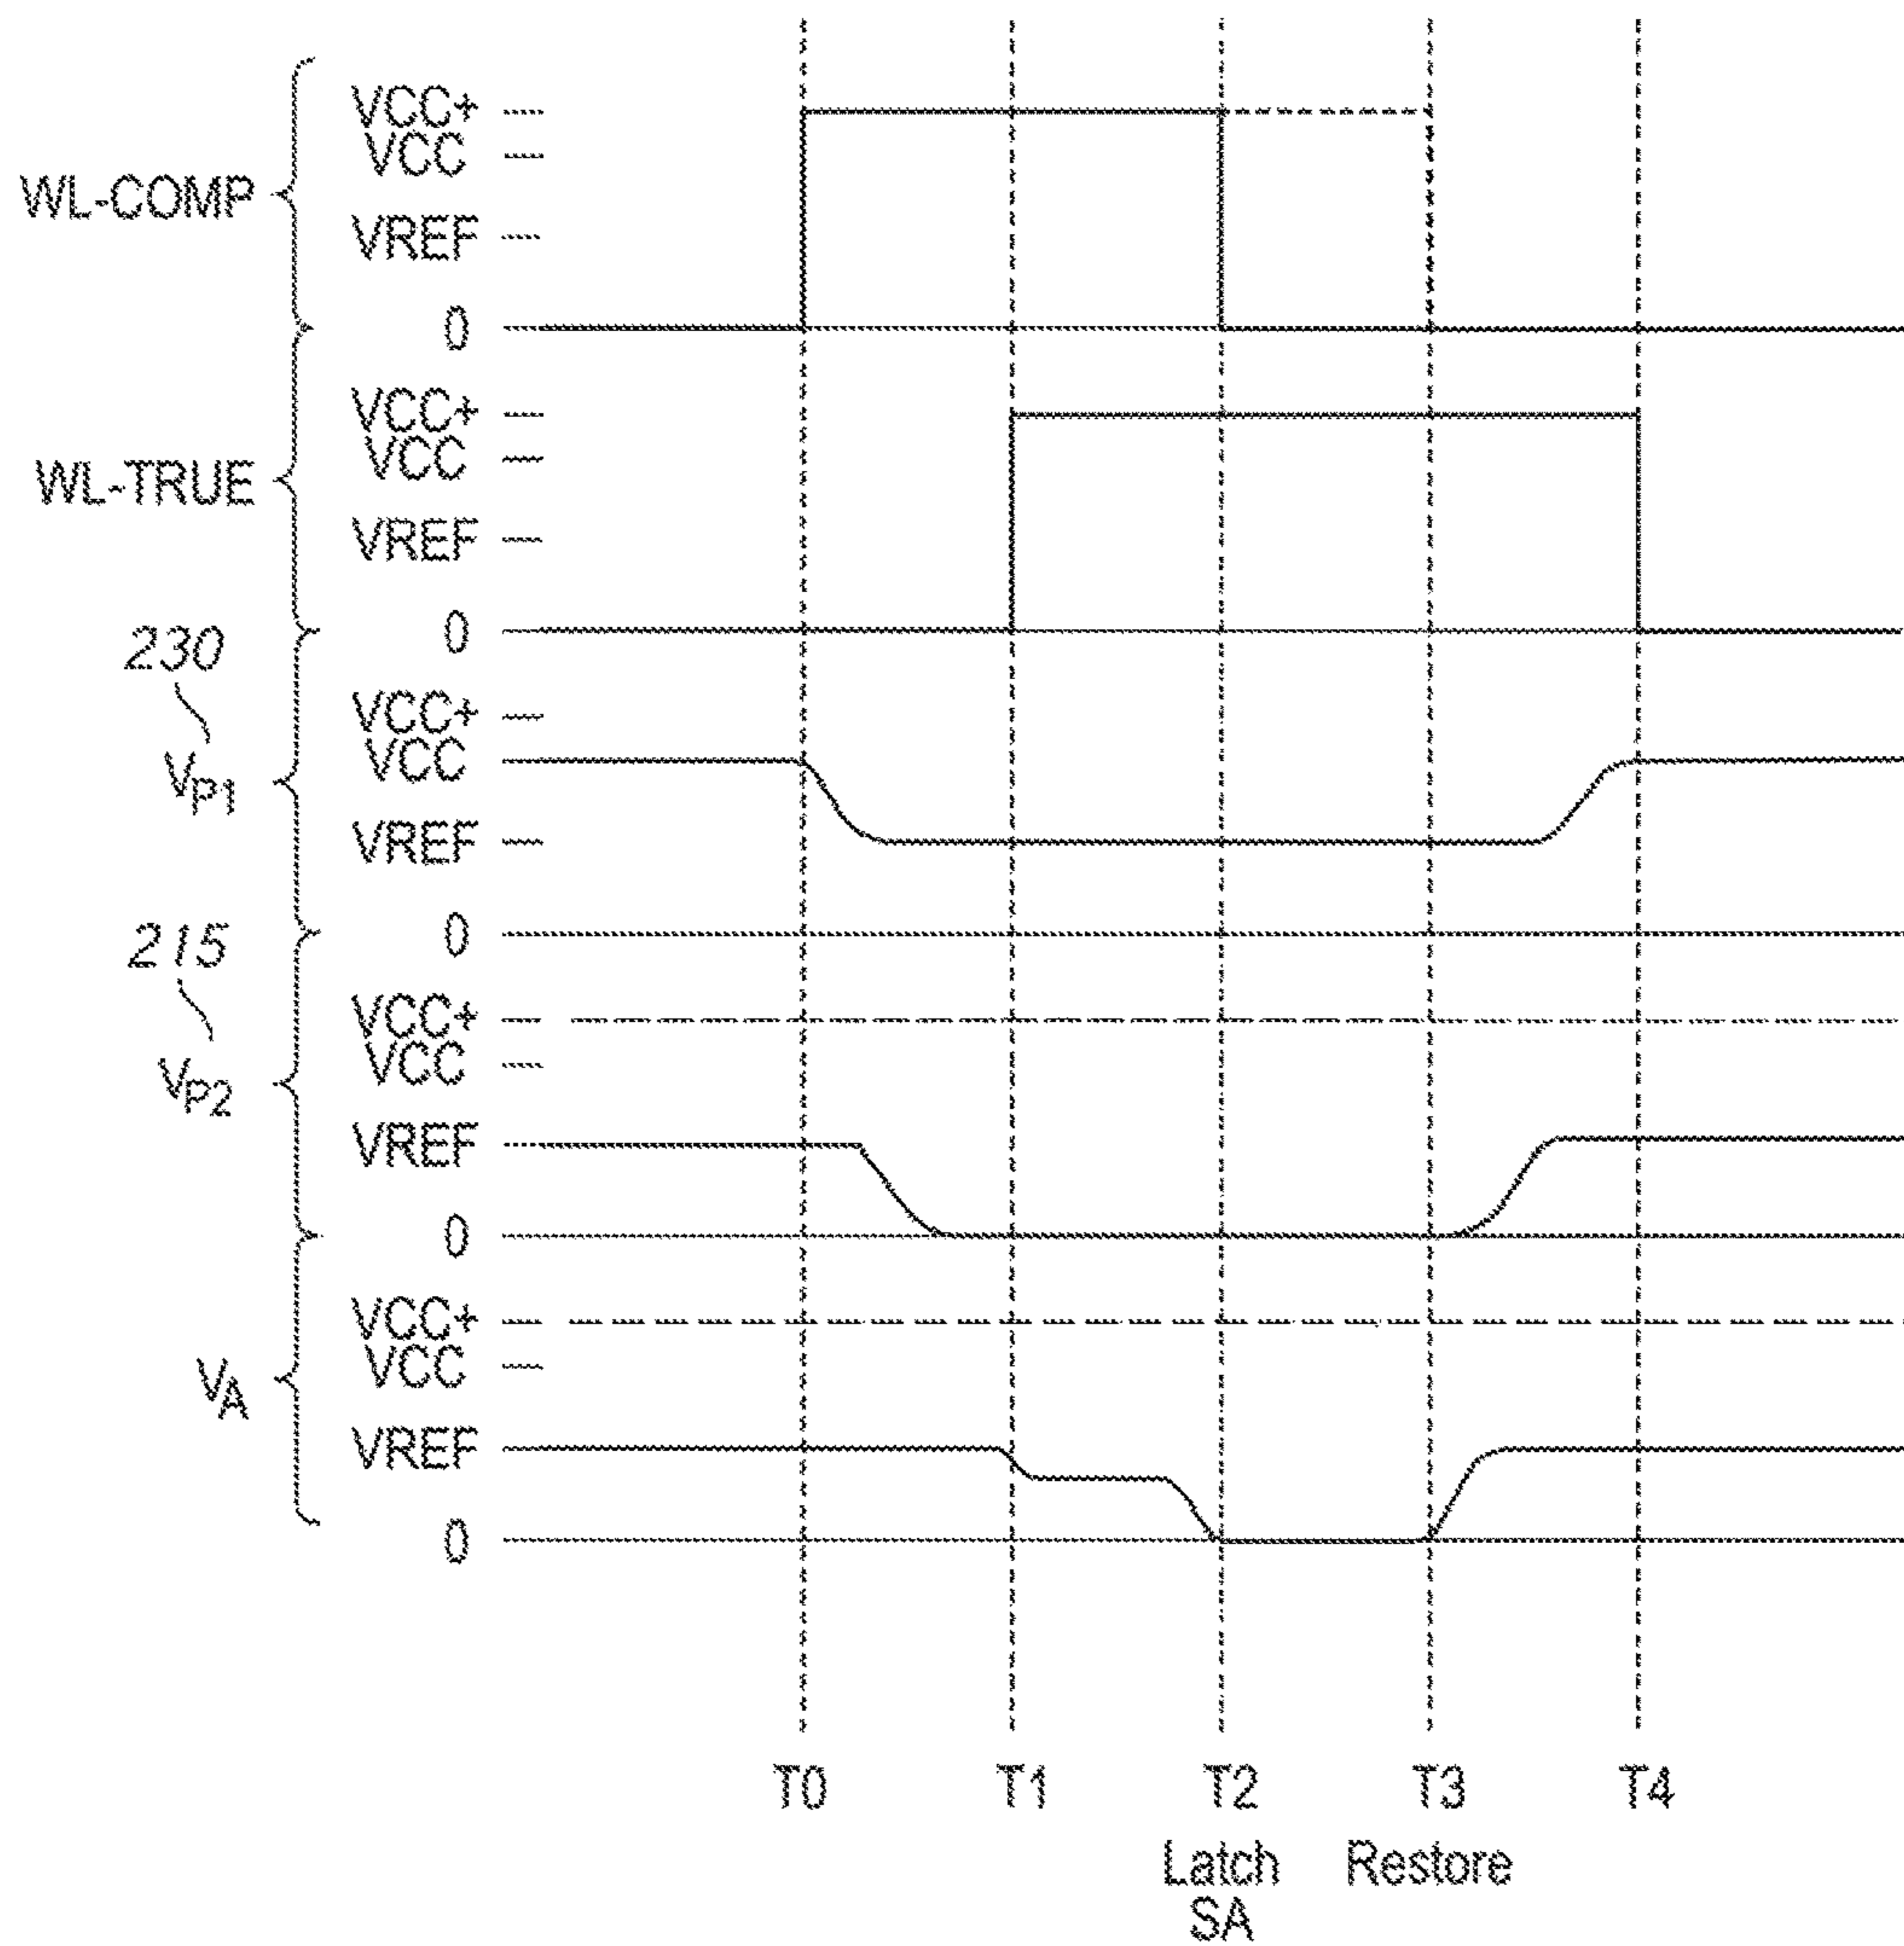 VCC+
VCC
WL-COMP
VREF
0
VCC+
VCC
WL-TRUE
VREF
0
230
VCC+
VCC
VP1
VREF
0
215
VCC+
VCC
VP2
VREF
0
VCC+
VCC
VA
VREF
0
T0 T1 T2 T3 T4
Latch Restore
SA